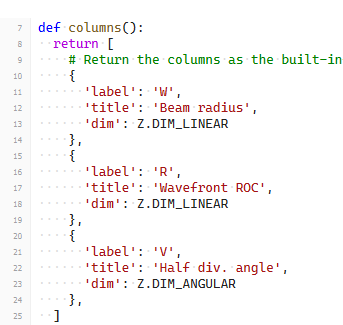 7 def columns():
8   return [
9     # Return the columns as the built-in
10     {
11       'label': 'W',
12       'title': 'Beam radius',
13       'dim': Z.DIM_LINEAR
14     },
15     {
16       'label': 'R',
17       'title': 'Wavefront ROC',
18       'dim': Z.DIM_LINEAR
19     },
20     {
21       'label': 'V',
22       'title': 'Half div. angle',
23       'dim': Z.DIM_ANGULAR
24     },
25   ]